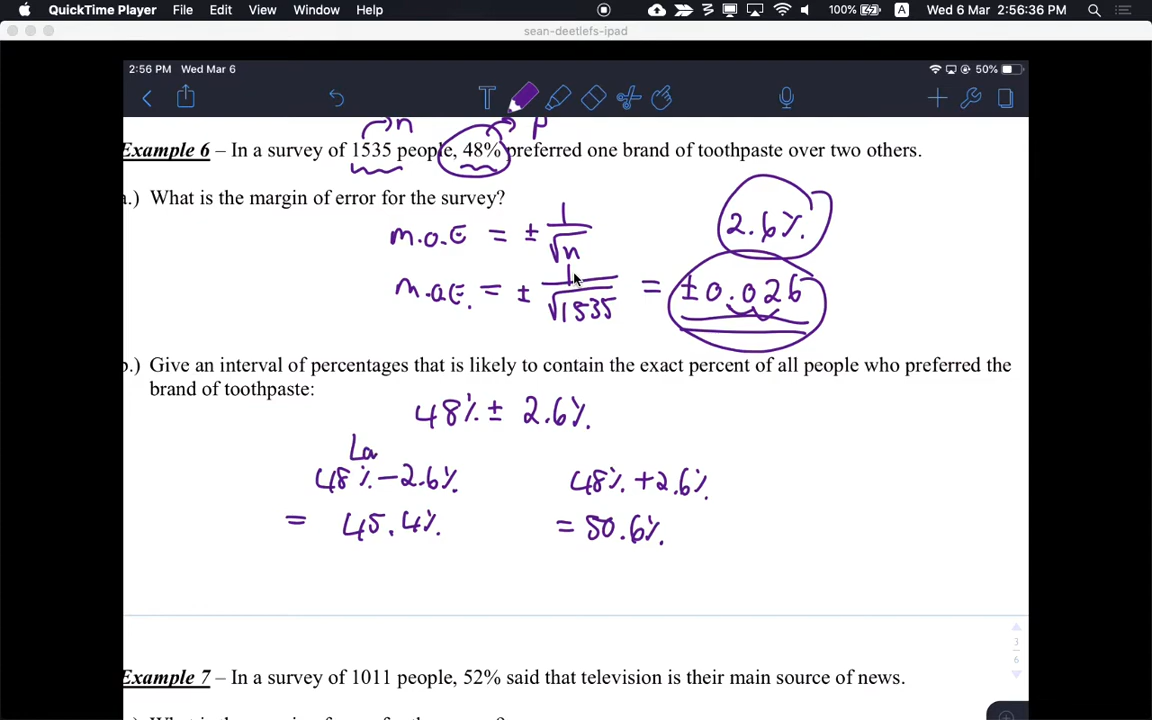 QuickTime Player File Edit View Window Help 100% A Wed 6 Mar 2:56:36 PM
sean-deetlefs-ipad
2:56 PM Wed Mar 6 50%
n p
Example 6 – In a survey of 1535 people, 48% preferred one brand of toothpaste over two others.
a.) What is the margin of error for the survey?
2.6%
m.o.E = ± 1/√n
m.o.E. = ± 1/√1535 = ±0.026
b.) Give an interval of percentages that is likely to contain the exact percent of all people who preferred the
brand of toothpaste:
48% ± 2.6%
La
48% − 2.6% 48% + 2.6%
= 45.4% = 50.6%
3
6
Example 7 – In a survey of 1011 people, 52% said that television is their main source of news.